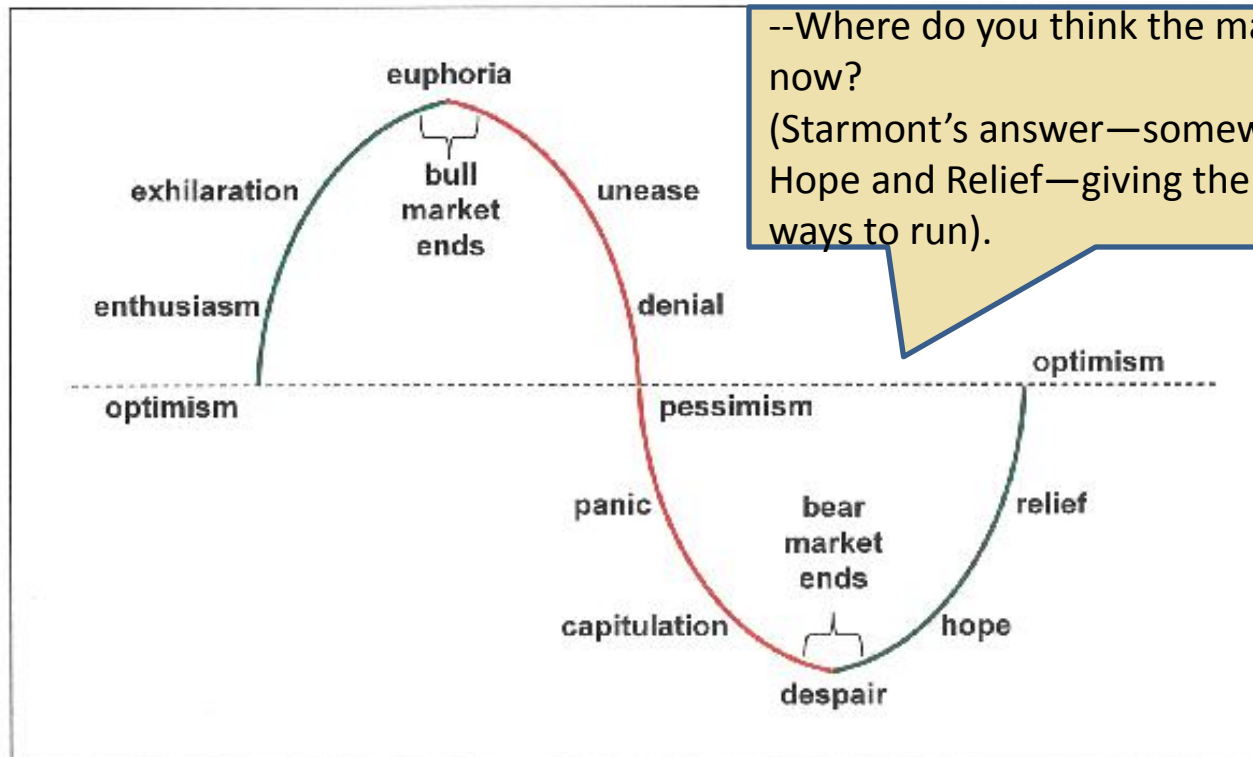 --Where do you think the ma
now?
(Starmont’s answer—somew
Hope and Relief—giving the
ways to run).
euphoria
exhilaration
bull
market
ends
unease
enthusiasm
denial
optimism
optimism
pessimism
panic
bear
market
ends
relief
capitulation
hope
despair